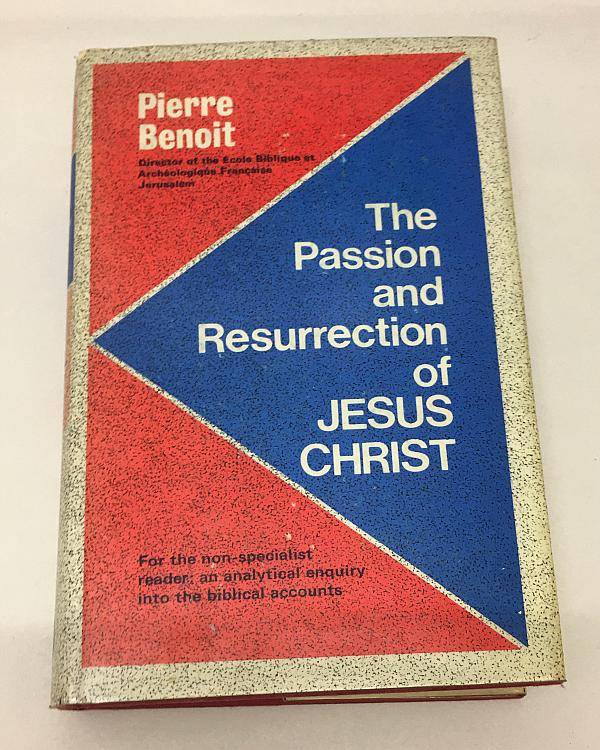 Pierre
Benoit
Director of the École Biblique et
Archéologique Française
Jerusalem
The
Passion
and
Resurrection
of
JESUS
CHRIST
For the non-specialist
reader; an analytical enquiry
into the biblical accounts